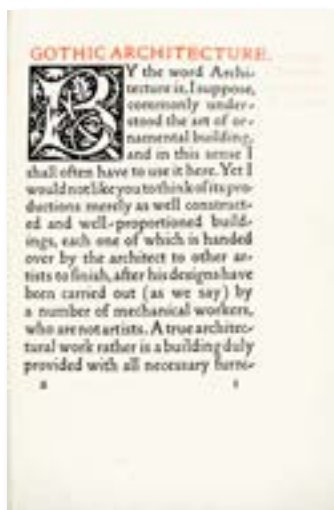 GOTHIC ARCHITECTURE.
BY the word Archi-
tecture is, I suppose,
commonly under-
stood the art of or-
namental building,
and in this sense I
shall often have to use it here. Yet I
would not like you to think of its pro-
ductions merely as well construct-
ed and well-proportioned build-
ings, each one of which is handed
over by the architect to other ar-
tists to finish, after his designs have
been carried out (as we say) by
a number of mechanical workers,
who are not artists. A true architec-
tural work rather is a building duly
provided with all necessary furni-
1